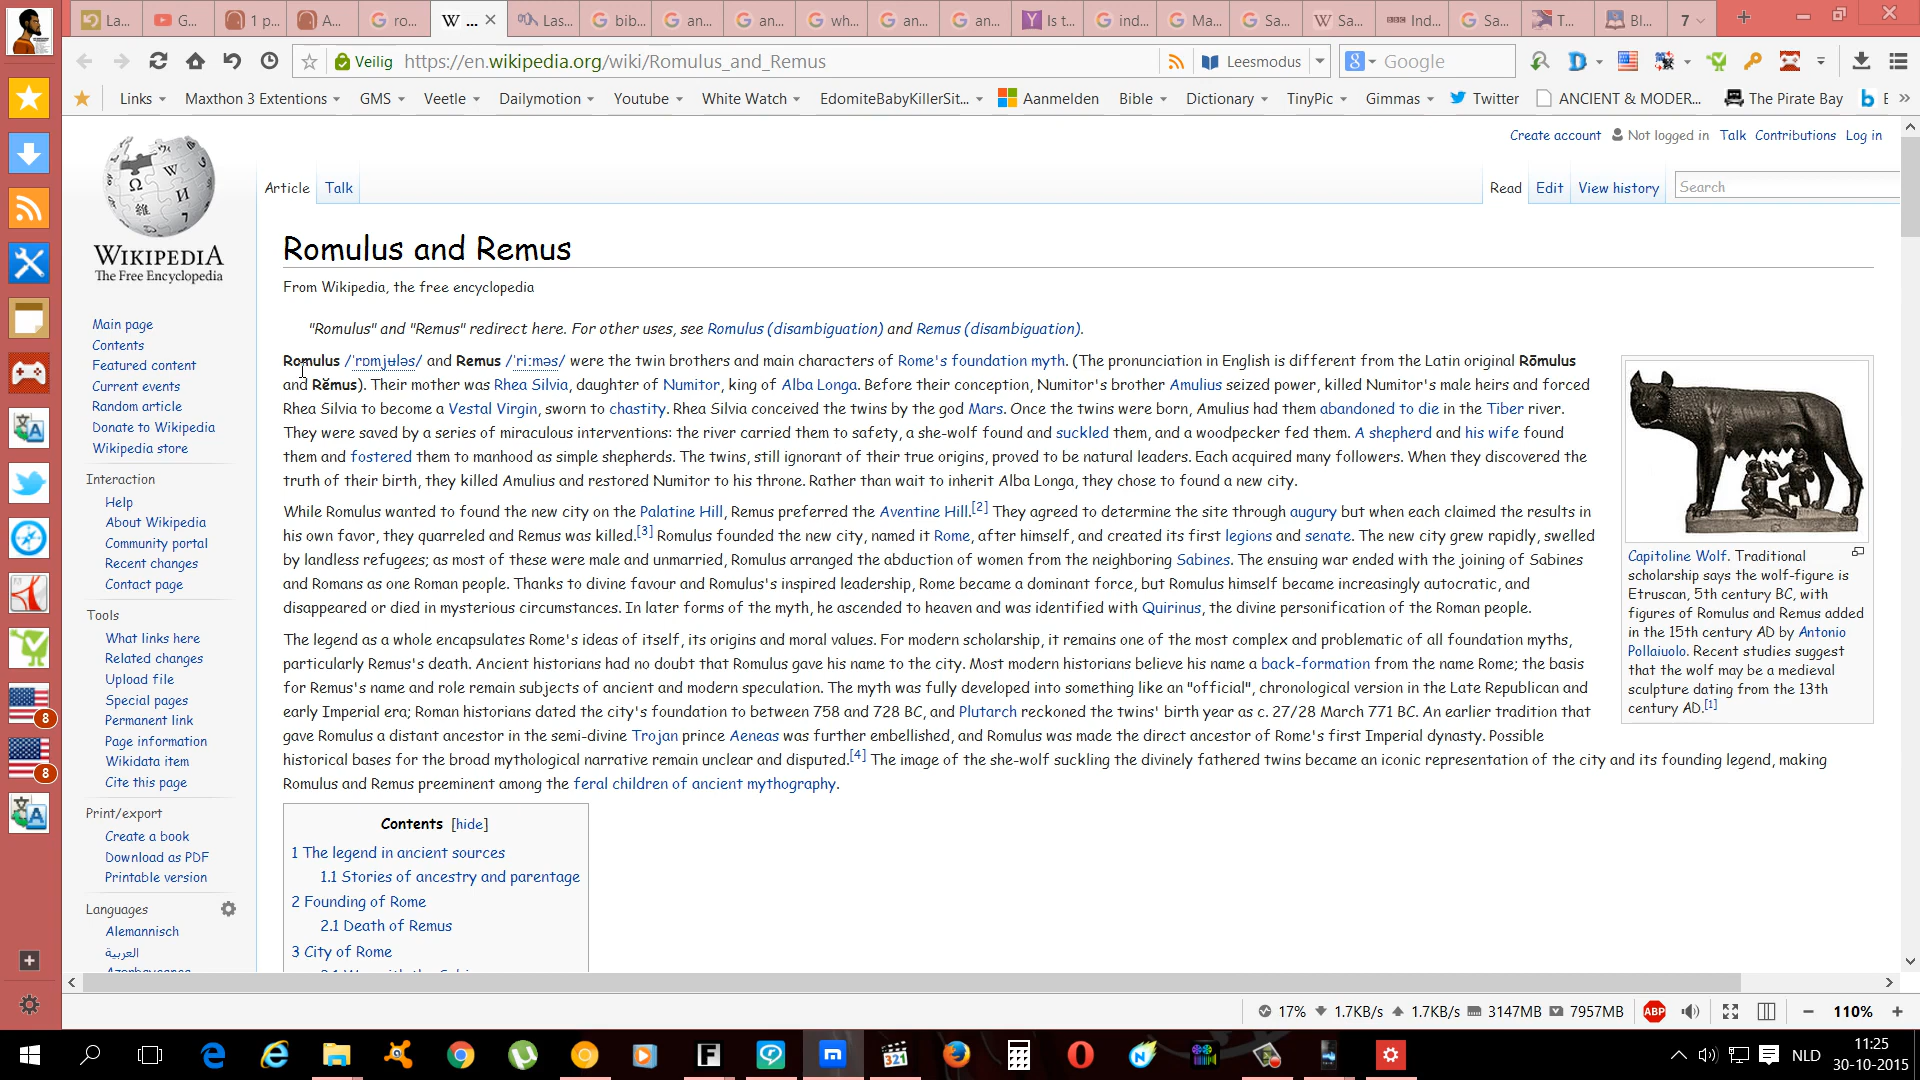 La...
G...
1 p...
A...
ro...
W ...
Las...
bib...
an...
an...
wh...
an...
an...
Is t...
ind...
Ma...
Sa...
W Sa...
BBC Ind...
Sa...
T...
Bl...
7
Veilig https://en.wikipedia.org/wiki/Romulus_and_Remus
Leesmodus
Google
Links
Maxthon 3 Extentions
GMS
Veetle
Dailymotion
Youtube
White Watch
EdomiteBabyKillerSit...
Aanmelden
Bible
Dictionary
TinyPic
Gimmas
Twitter
ANCIENT & MODER...
The Pirate Bay
Create account Not logged in Talk Contributions Log in
Article Talk
Read Edit View history Search
WIKIPEDIA
The Free Encyclopedia
Main page
Contents
Featured content
Current events
Random article
Donate to Wikipedia
Wikipedia store
Interaction
Help
About Wikipedia
Community portal
Recent changes
Contact page
Tools
What links here
Related changes
Upload file
Special pages
Permanent link
Page information
Wikidata item
Cite this page
Print/export
Create a book
Download as PDF
Printable version
Languages
Alemannisch
العربية
8
8
Romulus and Remus
From Wikipedia, the free encyclopedia
"Romulus" and "Remus" redirect here. For other uses, see Romulus (disambiguation) and Remus (disambiguation).
Romulus /ˈrɒmjʉləs/ and Remus /ˈriːməs/ were the twin brothers and main characters of Rome's foundation myth. (The pronunciation in English is different from the Latin original Rōmulus
and Rĕmus). Their mother was Rhea Silvia, daughter of Numitor, king of Alba Longa. Before their conception, Numitor's brother Amulius seized power, killed Numitor's male heirs and forced
Rhea Silvia to become a Vestal Virgin, sworn to chastity. Rhea Silvia conceived the twins by the god Mars. Once the twins were born, Amulius had them abandoned to die in the Tiber river.
They were saved by a series of miraculous interventions: the river carried them to safety, a she-wolf found and suckled them, and a woodpecker fed them. A shepherd and his wife found
them and fostered them to manhood as simple shepherds. The twins, still ignorant of their true origins, proved to be natural leaders. Each acquired many followers. When they discovered the
truth of their birth, they killed Amulius and restored Numitor to his throne. Rather than wait to inherit Alba Longa, they chose to found a new city.
While Romulus wanted to found the new city on the Palatine Hill, Remus preferred the Aventine Hill.[2] They agreed to determine the site through augury but when each claimed the results in
his own favor, they quarreled and Remus was killed.[3] Romulus founded the new city, named it Rome, after himself, and created its first legions and senate. The new city grew rapidly, swelled
by landless refugees; as most of these were male and unmarried, Romulus arranged the abduction of women from the neighboring Sabines. The ensuing war ended with the joining of Sabines
and Romans as one Roman people. Thanks to divine favour and Rolulus's inspired leadership, Rome became a dominant force, but Romulus himself became increasingly autocratic, and
disappeared or died in mysterious circumstances. In later forms of the myth, he ascended to heaven and was identified with Quirinus, the divine personification of the Roman people.
The legend as a whole encapsulates Rome's ideas of itself, its origins and moral values. For modern scholarship, it remains one of the most complex and problematic of all foundation myths,
particularly Remus's death. Ancient historians had no doubt that Romulus gave his name to the city. Most modern historians believe his name a back-formation from the name Rome; the basis
for Remus's name and role remain subjects of ancient and modern speculation. The myth was fully developed into something like an "official", chronological version in the Late Republican and
early Imperial era; Roman historians dated the city's foundation to between 758 and 728 BC, and Plutarch reckoned the twins' birth year as c. 27/28 March 771 BC. An earlier tradition that
gave Romulus a distant ancestor in the semi-divine Trojan prince Aeneas was further embellished, and Romulus was made the direct ancestor of Rome's first Imperial dynasty. Possible
historical bases for the broad mythological narrative remain unclear and disputed.[4] The image of the she-wolf suckling the divinely fathered twins became an iconic representation of the city and its founding legend, making
Romulus and Remus preeminent among the feral children of ancient mythography.
Capitoline Wolf. Traditional
scholarship says the wolf-figure is
Etruscan, 5th century BC, with
figures of Romulus and Remus added
in the 15th century AD by Antonio
Pollaiuolo. Recent studies suggest
that the wolf may be a medieval
sculpture dating from the 13th
century AD.[1]
Contents [hide]
1 The legend in ancient sources
1.1 Stories of ancestry and parentage
2 Founding of Rome
2.1 Death of Remus
3 City of Rome
17% 1.7KB/s 1.7KB/s 3147MB 7957MB ABP 110%
321
NLD
11:25
30-10-2015